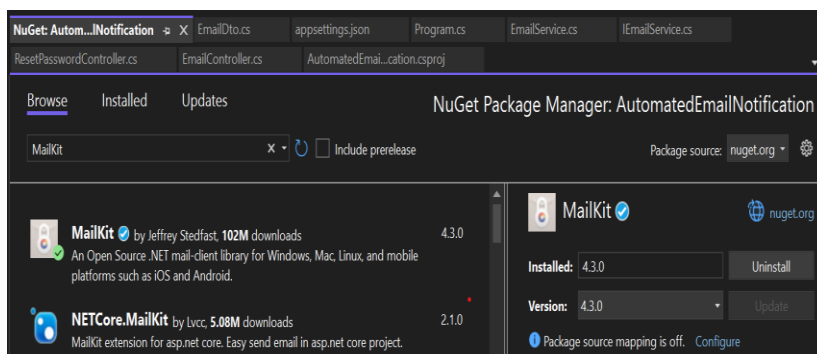 NuGet: Autom...lNotification X EmailDto.cs appsettings.json Program.cs EmailService.cs IEmailService.cs
ResetPasswordController.cs EmailController.cs AutomatedEmai...cation.csproj
Browse Installed Updates NuGet Package Manager: AutomatedEmailNotification
MailKit X Include prerelease Package source: nuget.org
MailKit by Jeffrey Stedfast, 102M downloads 4.3.0
An Open Source .NET mail-client library for Windows, Mac, Linux, and mobile
platforms such as iOS and Android.
NETCore.MailKit by Lvcc, 5.08M downloads 2.1.0
MailKit extension for asp.net core. Easy send email in asp.net core project.
MailKit nuget.org
Installed: 4.3.0 Uninstall
Version: 4.3.0 Update
Package source mapping is off. Configure